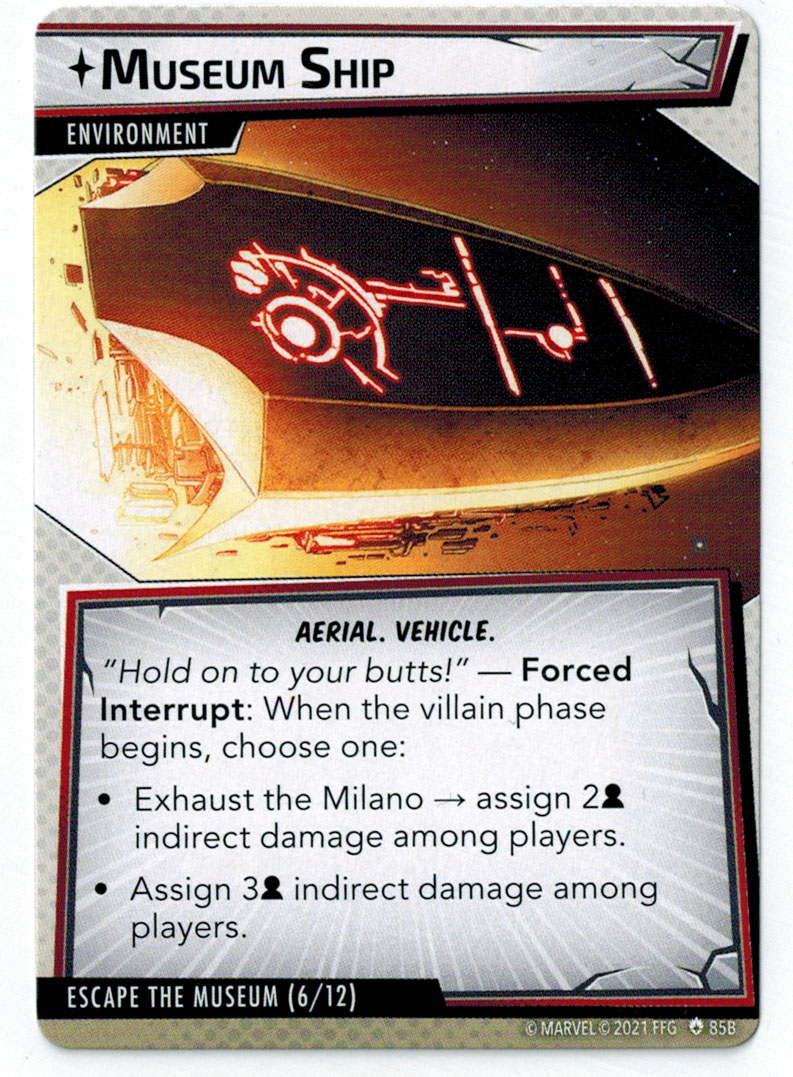 MUSEUM SHIP
ENVIRONMENT
AERIAL. VEHICLE.
"Hold on to your butts!" — Forced
Interrupt: When the villain phase
begins, choose one:
• Exhaust the Milano → assign 2
indirect damage among players.
• Assign 3 indirect damage among
players.
ESCAPE THE MUSEUM (6/12)
© MARVEL © 2021 FFG 85B